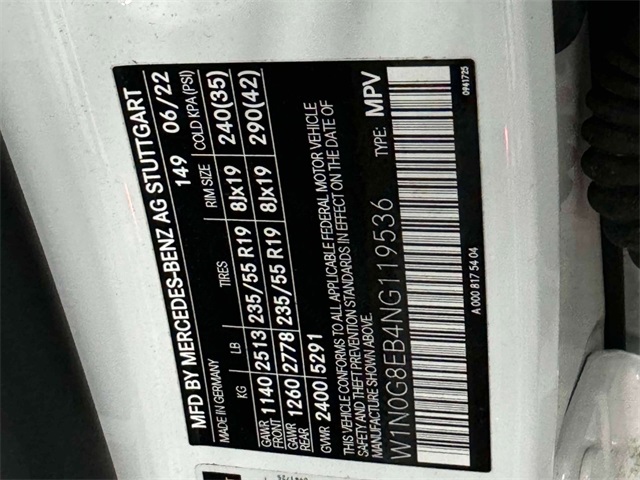 MFD BY MERCEDES-BENZ AG STUTTGART
MADE IN GERMANY 149 06/22
KG LB TIRES RIM SIZE COLD KPA (PSI)
GAWR FRONT 1140 2513 235/55 R19 8Jx19 240(35)
GAWR REAR 1260 2778 235/55 R19 8Jx19 290(42)
GVWR 2400 5291
THIS VEHICLE CONFORMS TO ALL APPLICABLE FEDERAL MOTOR VEHICLE
SAFETY AND THEFT PREVENTION STANDARDS IN EFFECT ON THE DATE OF
MANUFACTURE SHOWN ABOVE.
TYPE: MPV
W1N0G8EB4NG119536
A 000 817 54 04
0941725